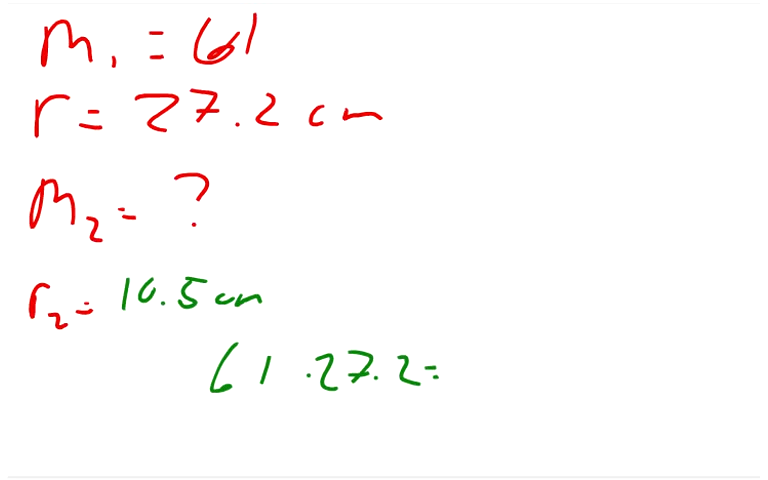 m₁ = 61
r = 27.2 cm
m₂ = ?
r₂ = 10.5 cm
61 · 27.2 =